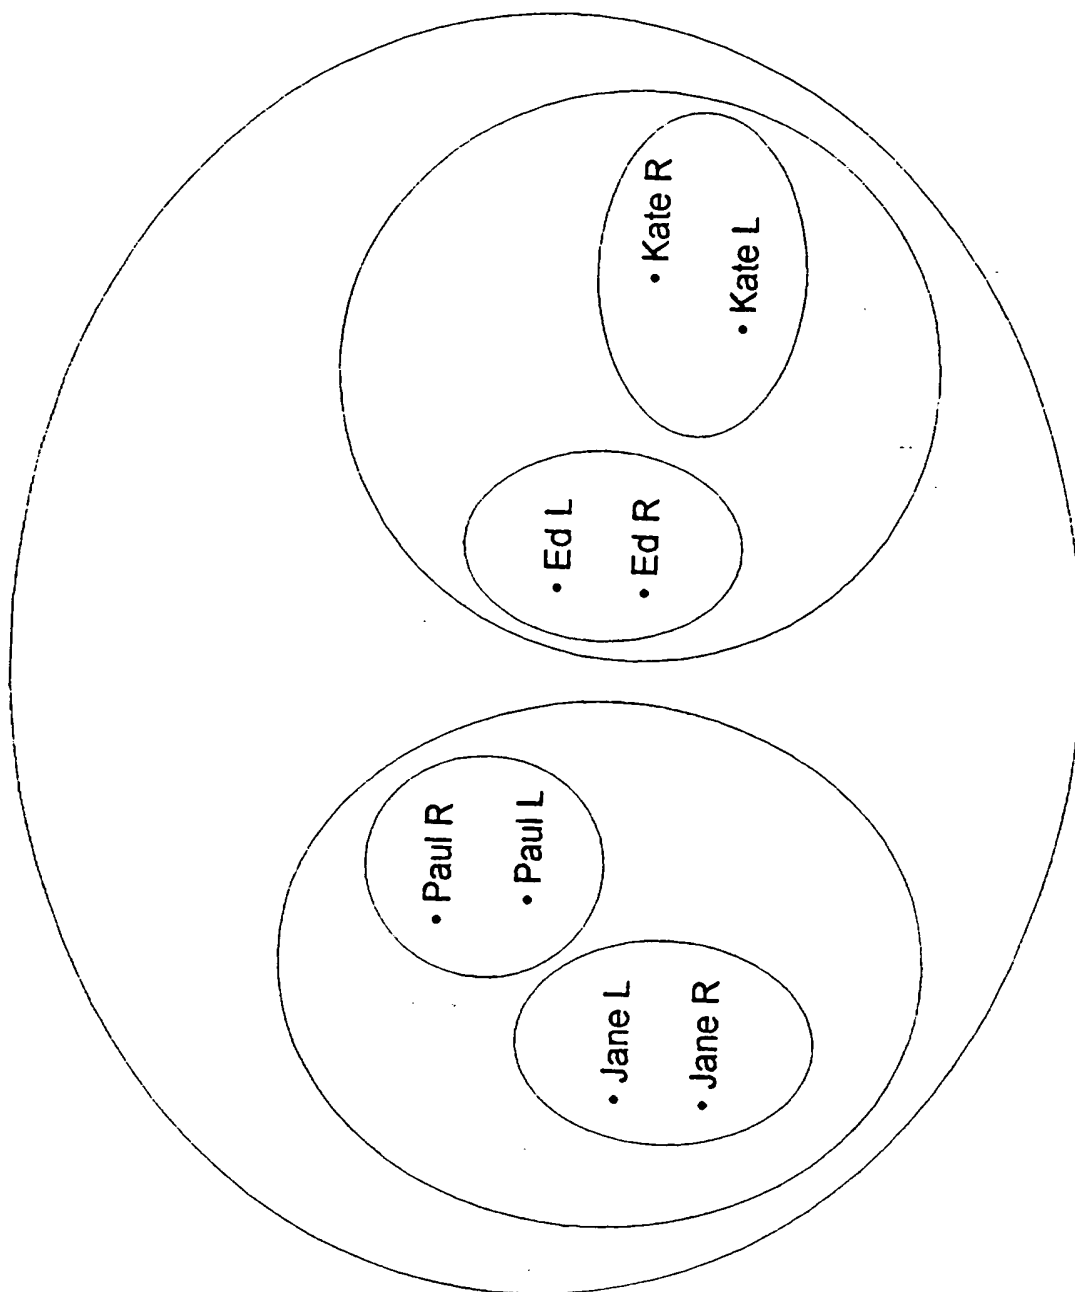 • Paul R
• Paul L
• Jane L
• Jane R
• Ed L
• Ed R
• Kate R
• Kate L